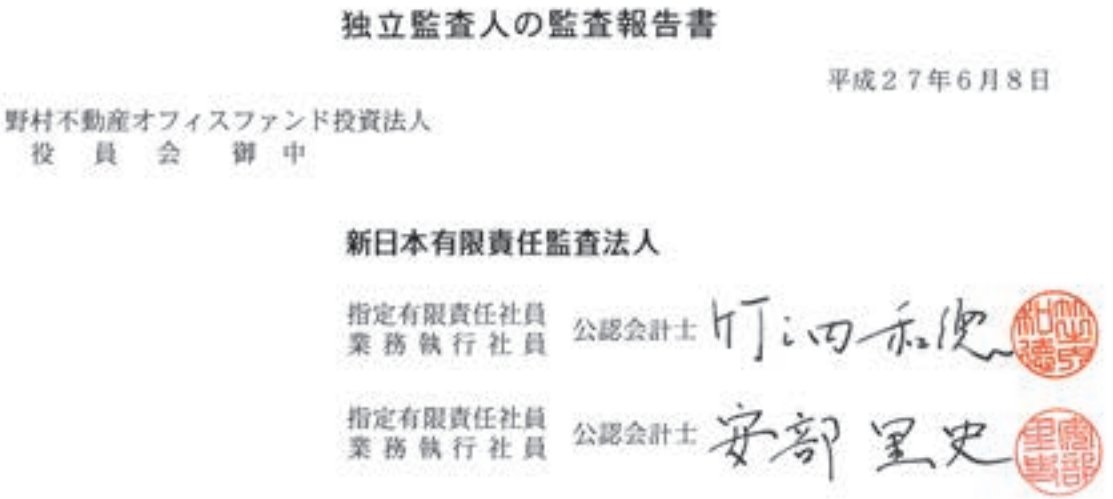 独立監査人の監査報告書
平成27年6月8日
野村不動産オフィスファンド投資法人
役 員 会 御 中
新日本有限責任監査法人
指定有限責任社員
業務執行社員
公認会計士
指定有限責任社員
業務執行社員
公認会計士 安部里史